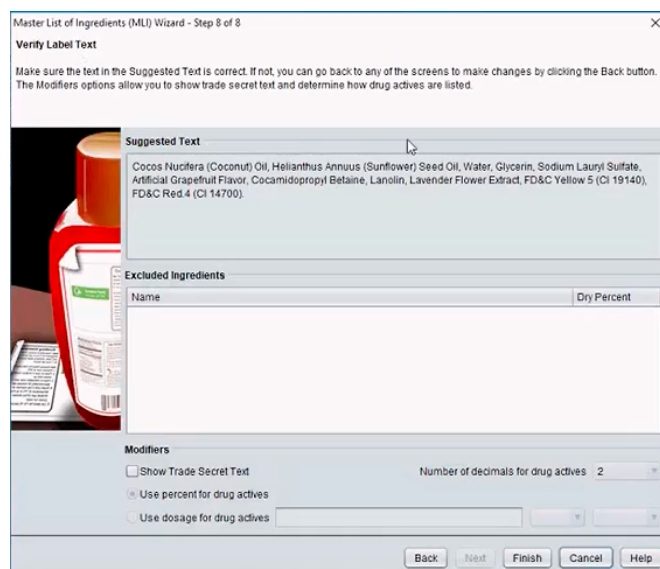 Master List of Ingredients (MLI) Wizard - Step 8 of 8
Verify Label Text
Make sure the text in the Suggested Text is correct. If not, you can go back to any of the screens to make changes by clicking the Back button.
The Modifiers options allow you to show trade secret text and determine how drug actives are listed.
Suggested Text
Cocos Nucifera (Coconut) Oil, Helianthus Annuus (Sunflower) Seed Oil, Water, Glycerin, Sodium Lauryl Sulfate,
Artificial Grapefruit Flavor, Cocamidopropyl Betaine, Lanolin, Lavender Flower Extract, FD&C Yellow 5 (CI 19140),
FD&C Red.4 (CI 14700).
Excluded Ingredients
Name Dry Percent
Modifiers
Show Trade Secret Text Number of decimals for drug actives 2
Use percent for drug actives
Use dosage for drug actives
Back Next Finish Cancel Help